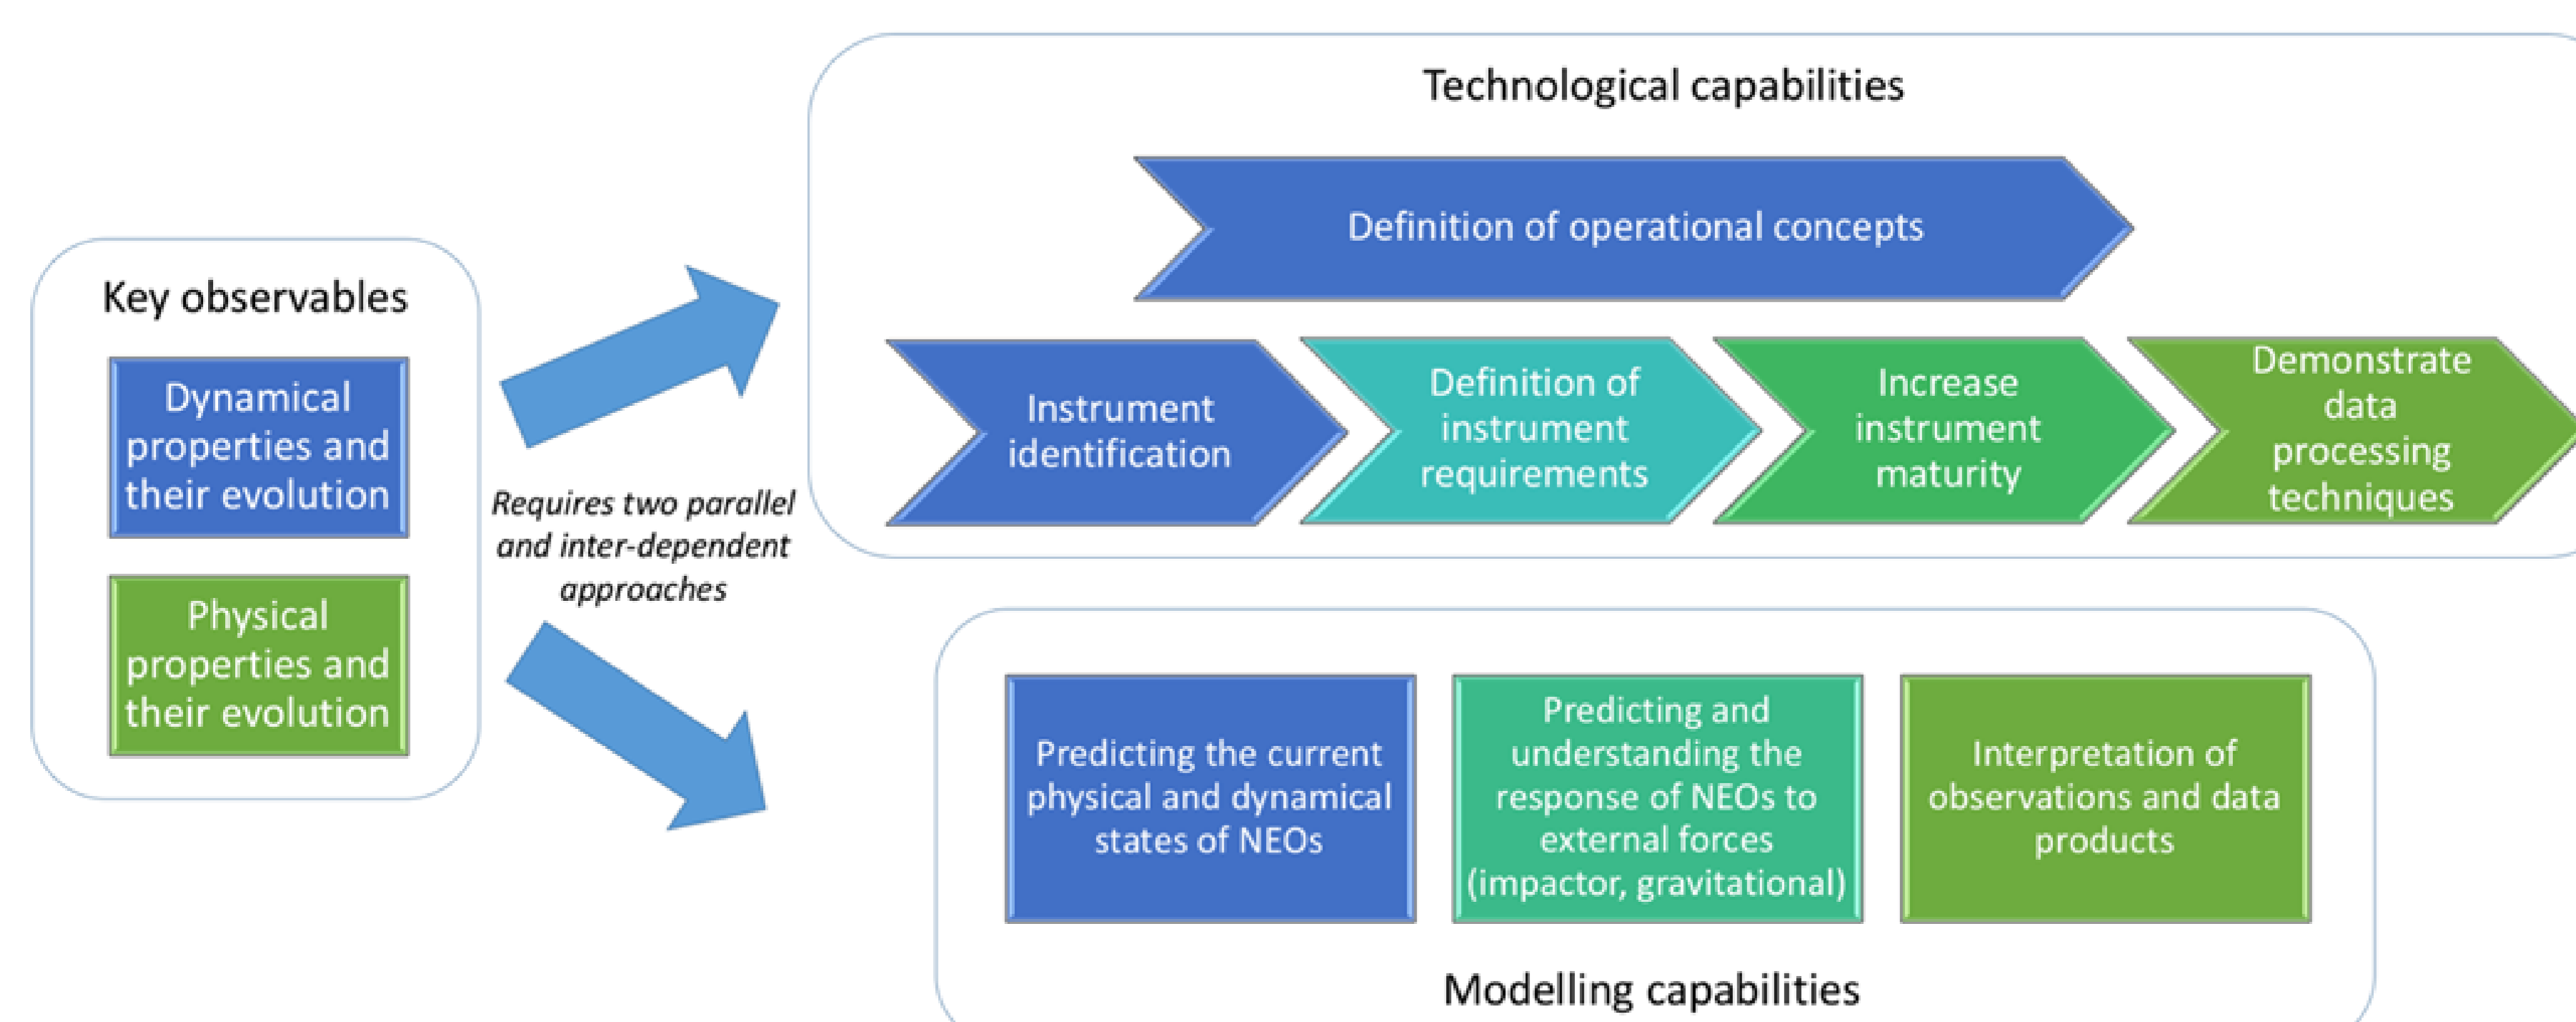 Technological capabilities
Definition of operational concepts
Key observables
Dynamical
properties and
their evolution
Physical
properties and
their evolution
Requires two parallel
and inter-dependent
approaches
Instrument
identification
Definition of
instrument
requirements
Increase
instrument
maturity
Demonstrate
data
processing
techniques
Predicting the current
physical and dynamical
states of NEOs
Predicting and
understanding the
response of NEOs to
external forces
(impactor, gravitational)
Interpretation of
observations and data
products
Modelling capabilities